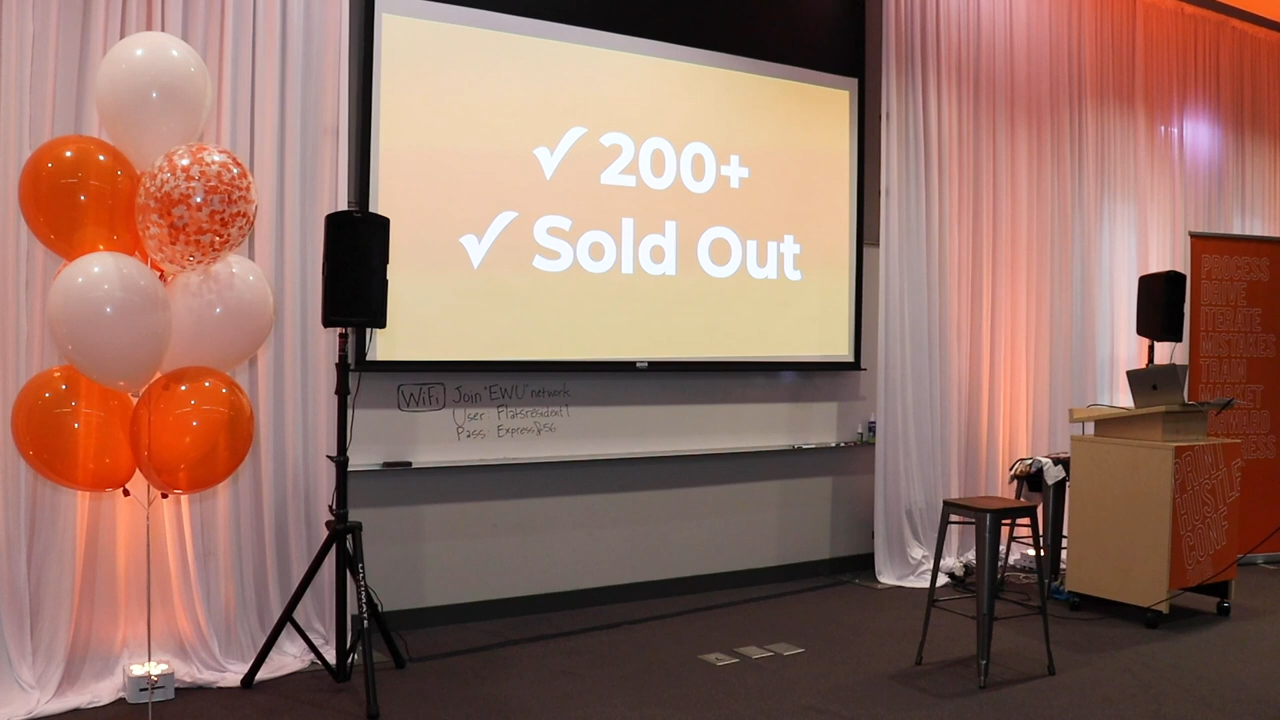 ✓ 200+
✓ Sold Out
WiFi Join "EWU" network
User: Flatsresident1
Pass: Express&56
ULTIMATE
PROCESS
DRIVE
ITERATE
MISTAKES
TRAIN
MARKET
PRINT
HUSTLE
CONF